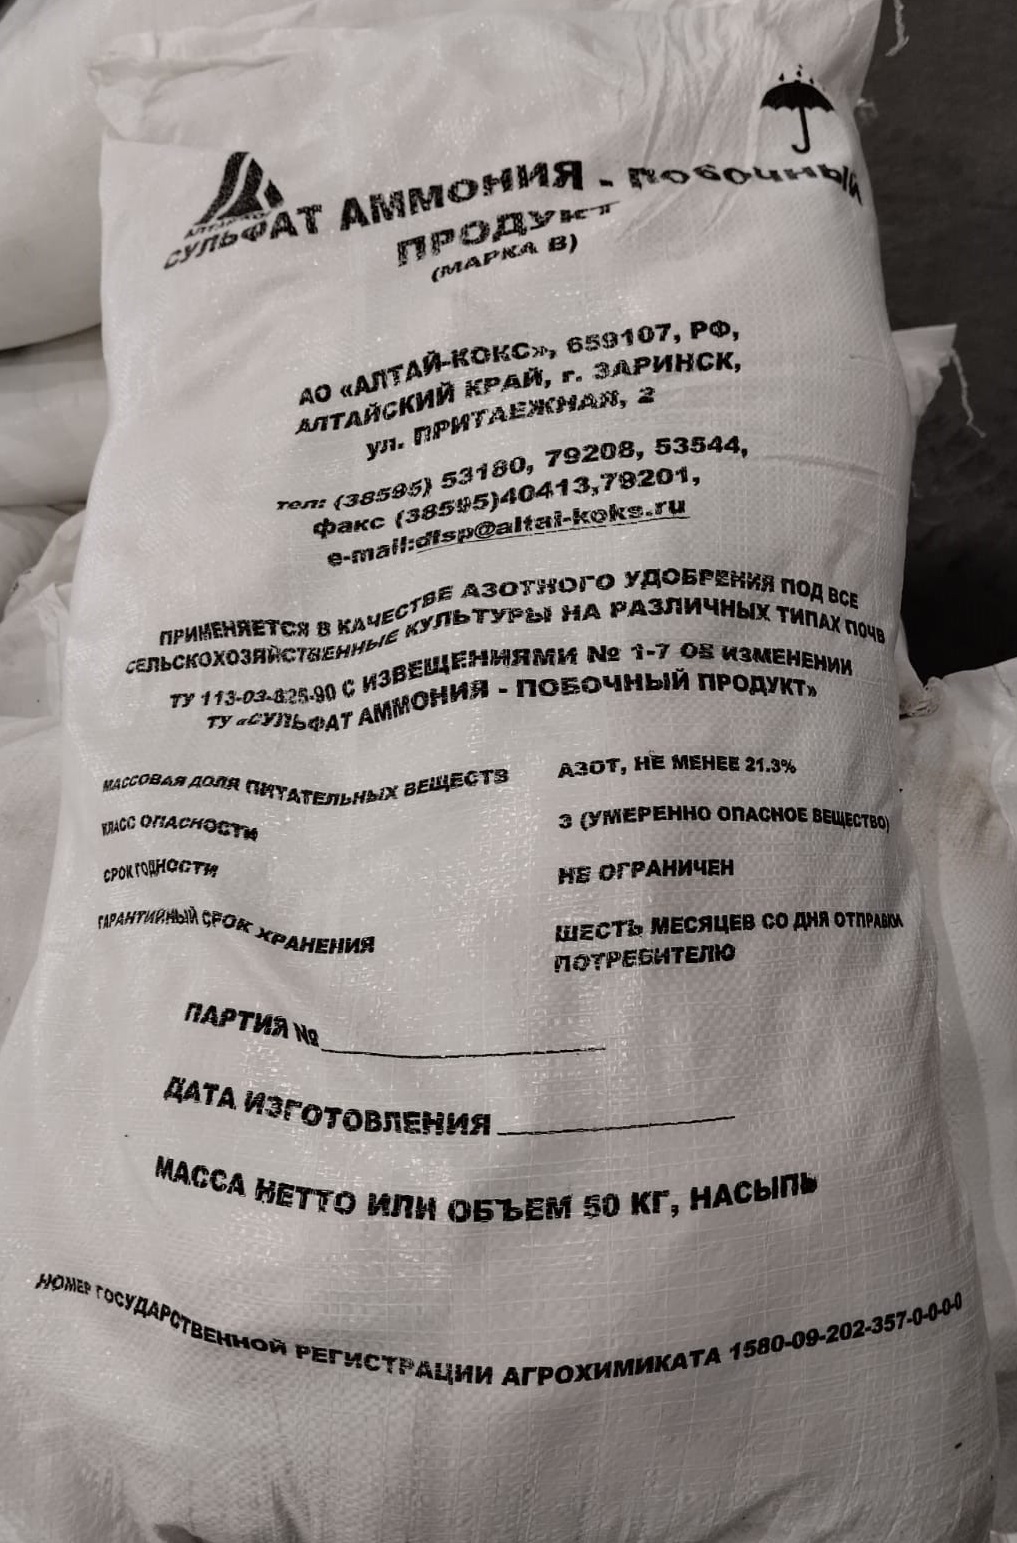 СУЛЬФАТ АММОНИЯ - ПОБОЧНЫЙ
ПРОДУКТ
(МАРКА В)
АО «АЛТАЙ-КОКС», 659107, РФ,
АЛТАЙСКИЙ КРАЙ, г. ЗАРИНСК,
ул. ПРИТАЕЖНАЯ, 2
тел: (38595) 53180, 79208, 53544,
факс (38595)40413,79201,
e-mail:dtsp@altai-koks.ru
ПРИМЕНЯЕТСЯ В КАЧЕСТВЕ АЗОТНОГО УДОБРЕНИЯ ПОД ВСЕ
СЕЛЬСКОХОЗЯЙСТВЕННЫЕ КУЛЬТУРЫ НА РАЗЛИЧНЫХ ТИПАХ ПОЧВ
ТУ 113-03-625-90 С ИЗВЕЩЕНИЯМИ № 1-7 ОБ ИЗМЕНЕНИИ
ТУ «СУЛЬФАТ АММОНИЯ - ПОБОЧНЫЙ ПРОДУКТ»
МАССОВАЯ ДОЛЯ ПИТАТЕЛЬНЫХ ВЕЩЕСТВ АЗОТ, НЕ МЕНЕЕ 21.3%
КЛАСС ОПАСНОСТИ 3 (УМЕРЕННО ОПАСНОЕ ВЕЩЕСТВО)
СРОК ГОДНОСТИ НЕ ОГРАНИЧЕН
ГАРАНТИЙНЫЙ СРОК ХРАНЕНИЯ ШЕСТЬ МЕСЯЦЕВ СО ДНЯ ОТПРАВКИ
ПОТРЕБИТЕЛЮ
ПАРТИЯ №
ДАТА ИЗГОТОВЛЕНИЯ
МАССА НЕТТО ИЛИ ОБЪЕМ 50 КГ, НАСЫПЬ
НОМЕР ГОСУДАРСТВЕННОЙ РЕГИСТРАЦИИ АГРОХИМИКАТА 1580-09-202-357-0-0-0-0